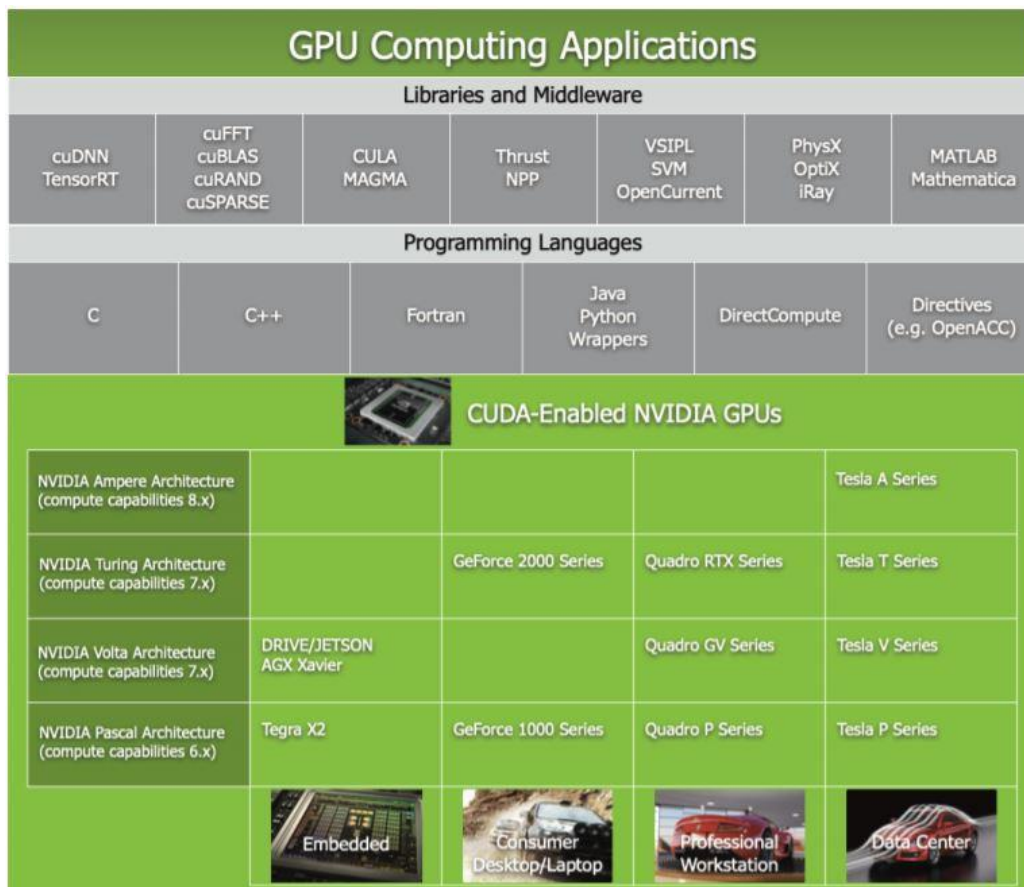 GPU Computing Applications
Libraries and Middleware
cuDNN
TensorRT
cuFFT
cuBLAS
cuRAND
cuSPARSE
CULA
MAGMA
Thrust
NPP
VSIPL
SVM
OpenCurrent
PhysX
OptiX
iRay
MATLAB
Mathematica
Programming Languages
C
C++
Fortran
Java
Python
Wrappers
DirectCompute
Directives
(e.g. OpenACC)
CUDA-Enabled NVIDIA GPUs
NVIDIA Ampere Architecture
(compute capabilities 8.x)
Tesla A Series
NVIDIA Turing Architecture
(compute capabilities 7.x)
GeForce 2000 Series
Quadro RTX Series
Tesla T Series
NVIDIA Volta Architecture
(compute capabilities 7.x)
DRIVE/JETSON
AGX Xavier
Quadro GV Series
Tesla V Series
NVIDIA Pascal Architecture
(compute capabilities 6.x)
Tegra X2
GeForce 1000 Series
Quadro P Series
Tesla P Series
Embedded
Consumer
Desktop/Laptop
Professional
Workstation
Data Center